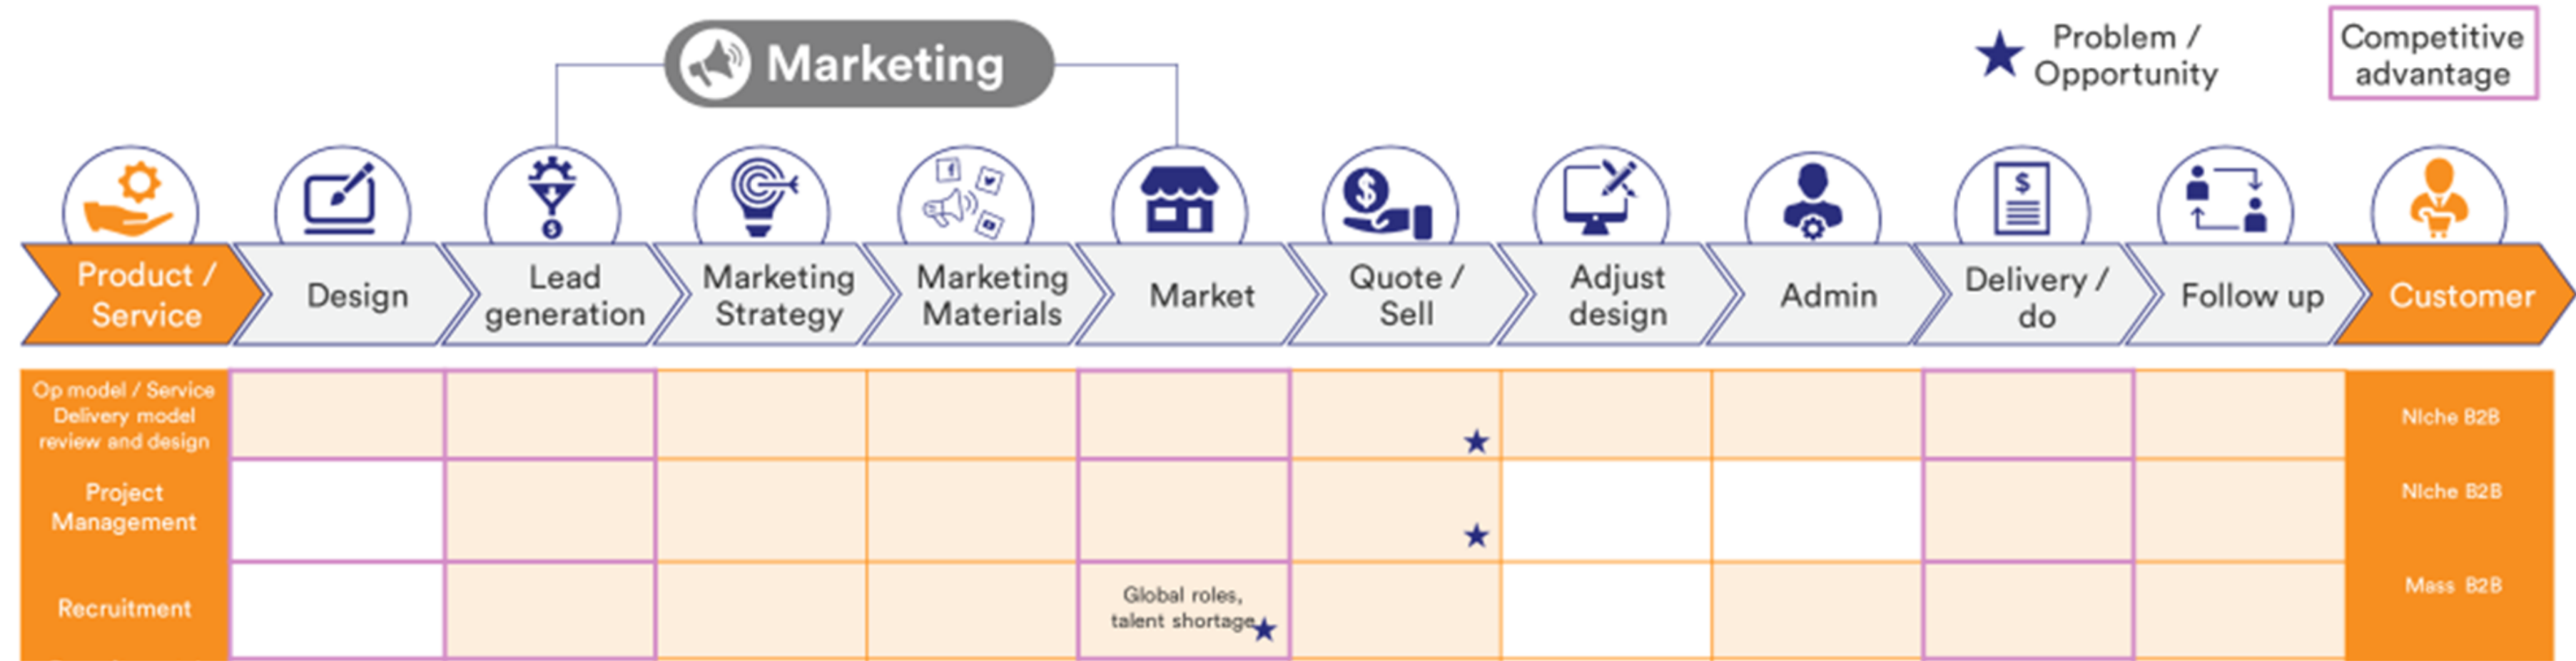 Marketing
Problem /
Opportunity
Competitive
advantage
Product /
Service
Design
Lead
generation
Marketing
Strategy
Marketing
Materials
Market
Quote /
Sell
Adjust
design
Admin
Delivery /
do
Follow up
Customer
Op model / Service
Delivery model
review and design
NIche B2B
Project
Management
NIche B2B
Recruitment
Global roles,
talent shortage
Mass B2B